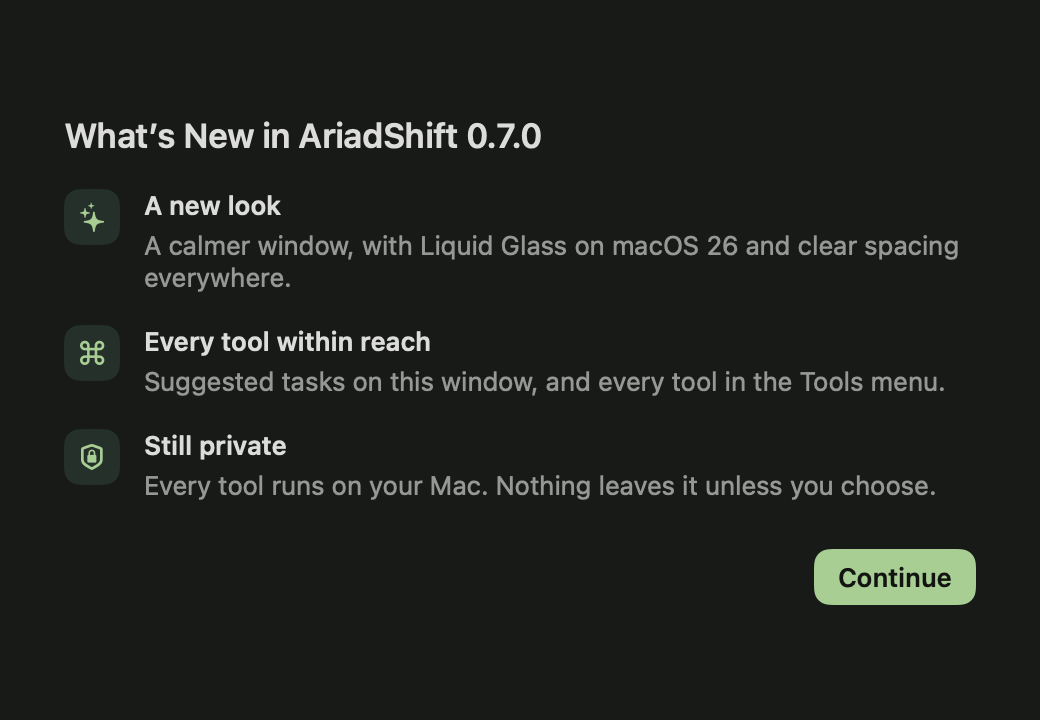 What’s New in AriadShift 0.7.0
A new look
A calmer window, with Liquid Glass on macOS 26 and clear spacing
everywhere.
Every tool within reach
Suggested tasks on this window, and every tool in the Tools menu.
Still private
Every tool runs on your Mac. Nothing leaves it unless you choose.
Continue